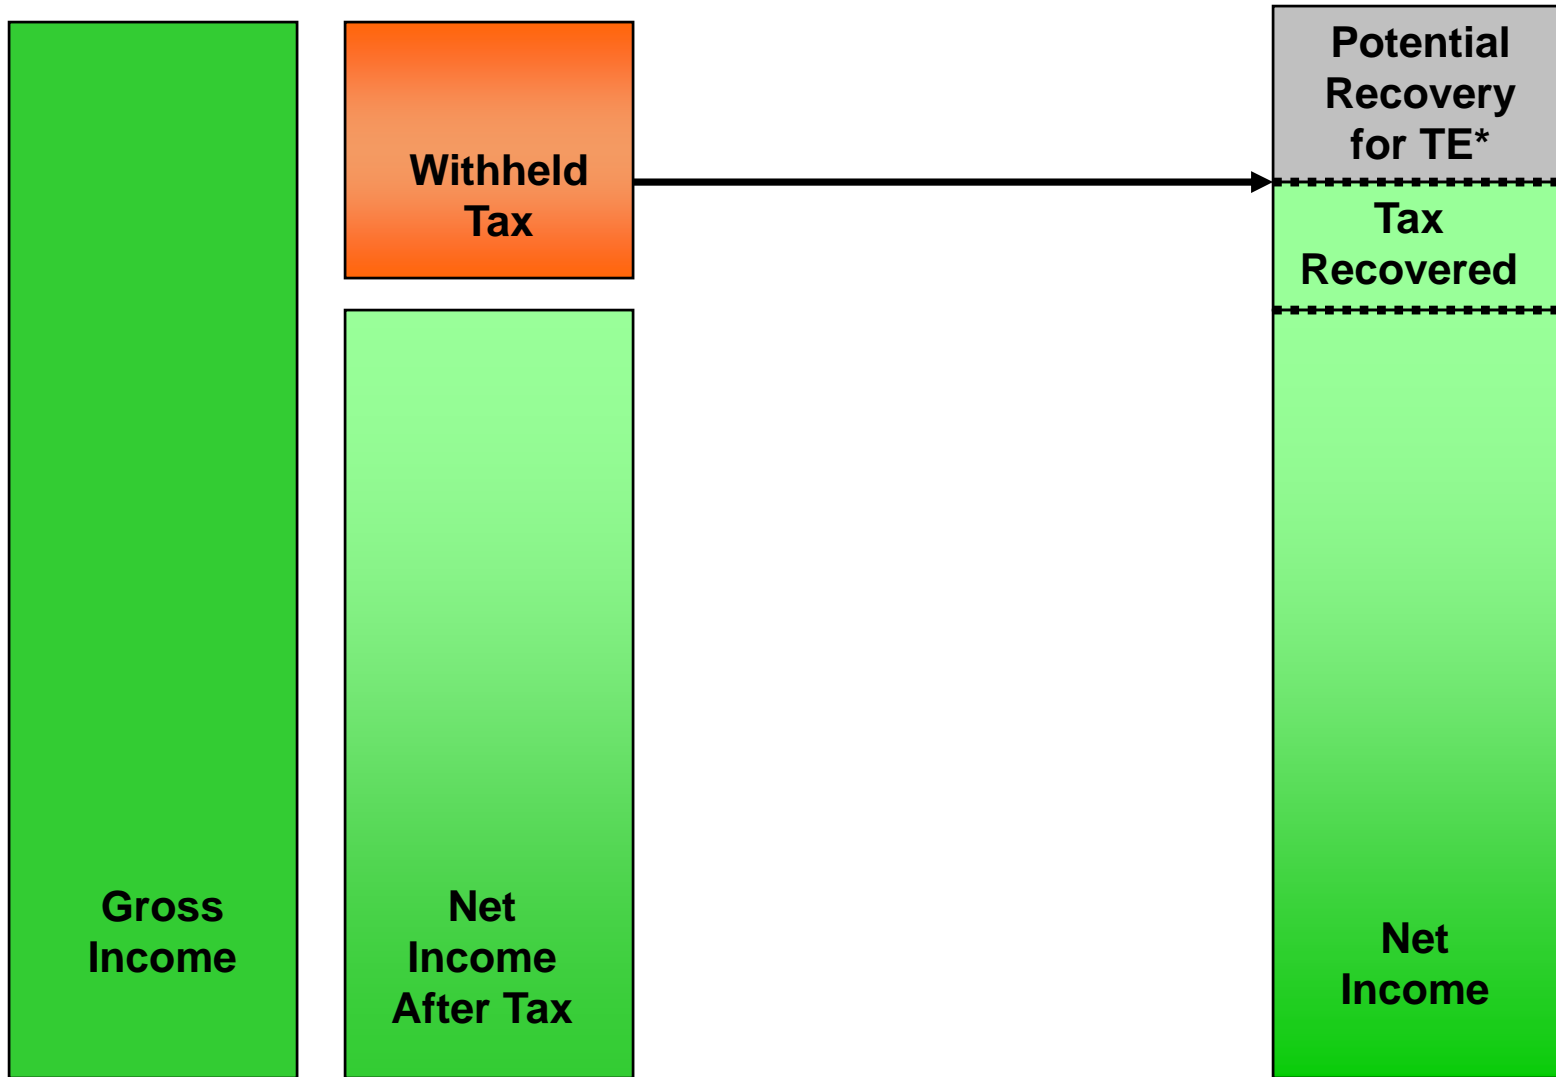 Gross
Income
Withheld
Tax
Net
Income
After Tax
Potential
Recovery
for TE*
Tax
Recovered
Net
Income